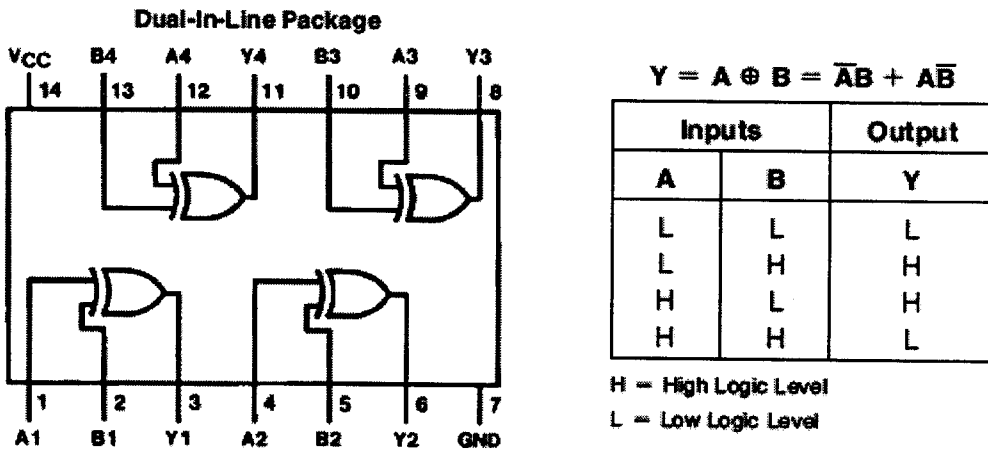 Dual-In-Line Package
VCC B4 A4 Y4 B3 A3 Y3
14 13 12 11 10 9 8
1 2 3 4 5 6 7
A1 B1 Y1 A2 B2 Y2 GND
Y = A ⊕ B = A̅B + AB̅
Inputs Output
A B Y
L L L
L H H
H L H
H H L
H = High Logic Level
L = Low Logic Level